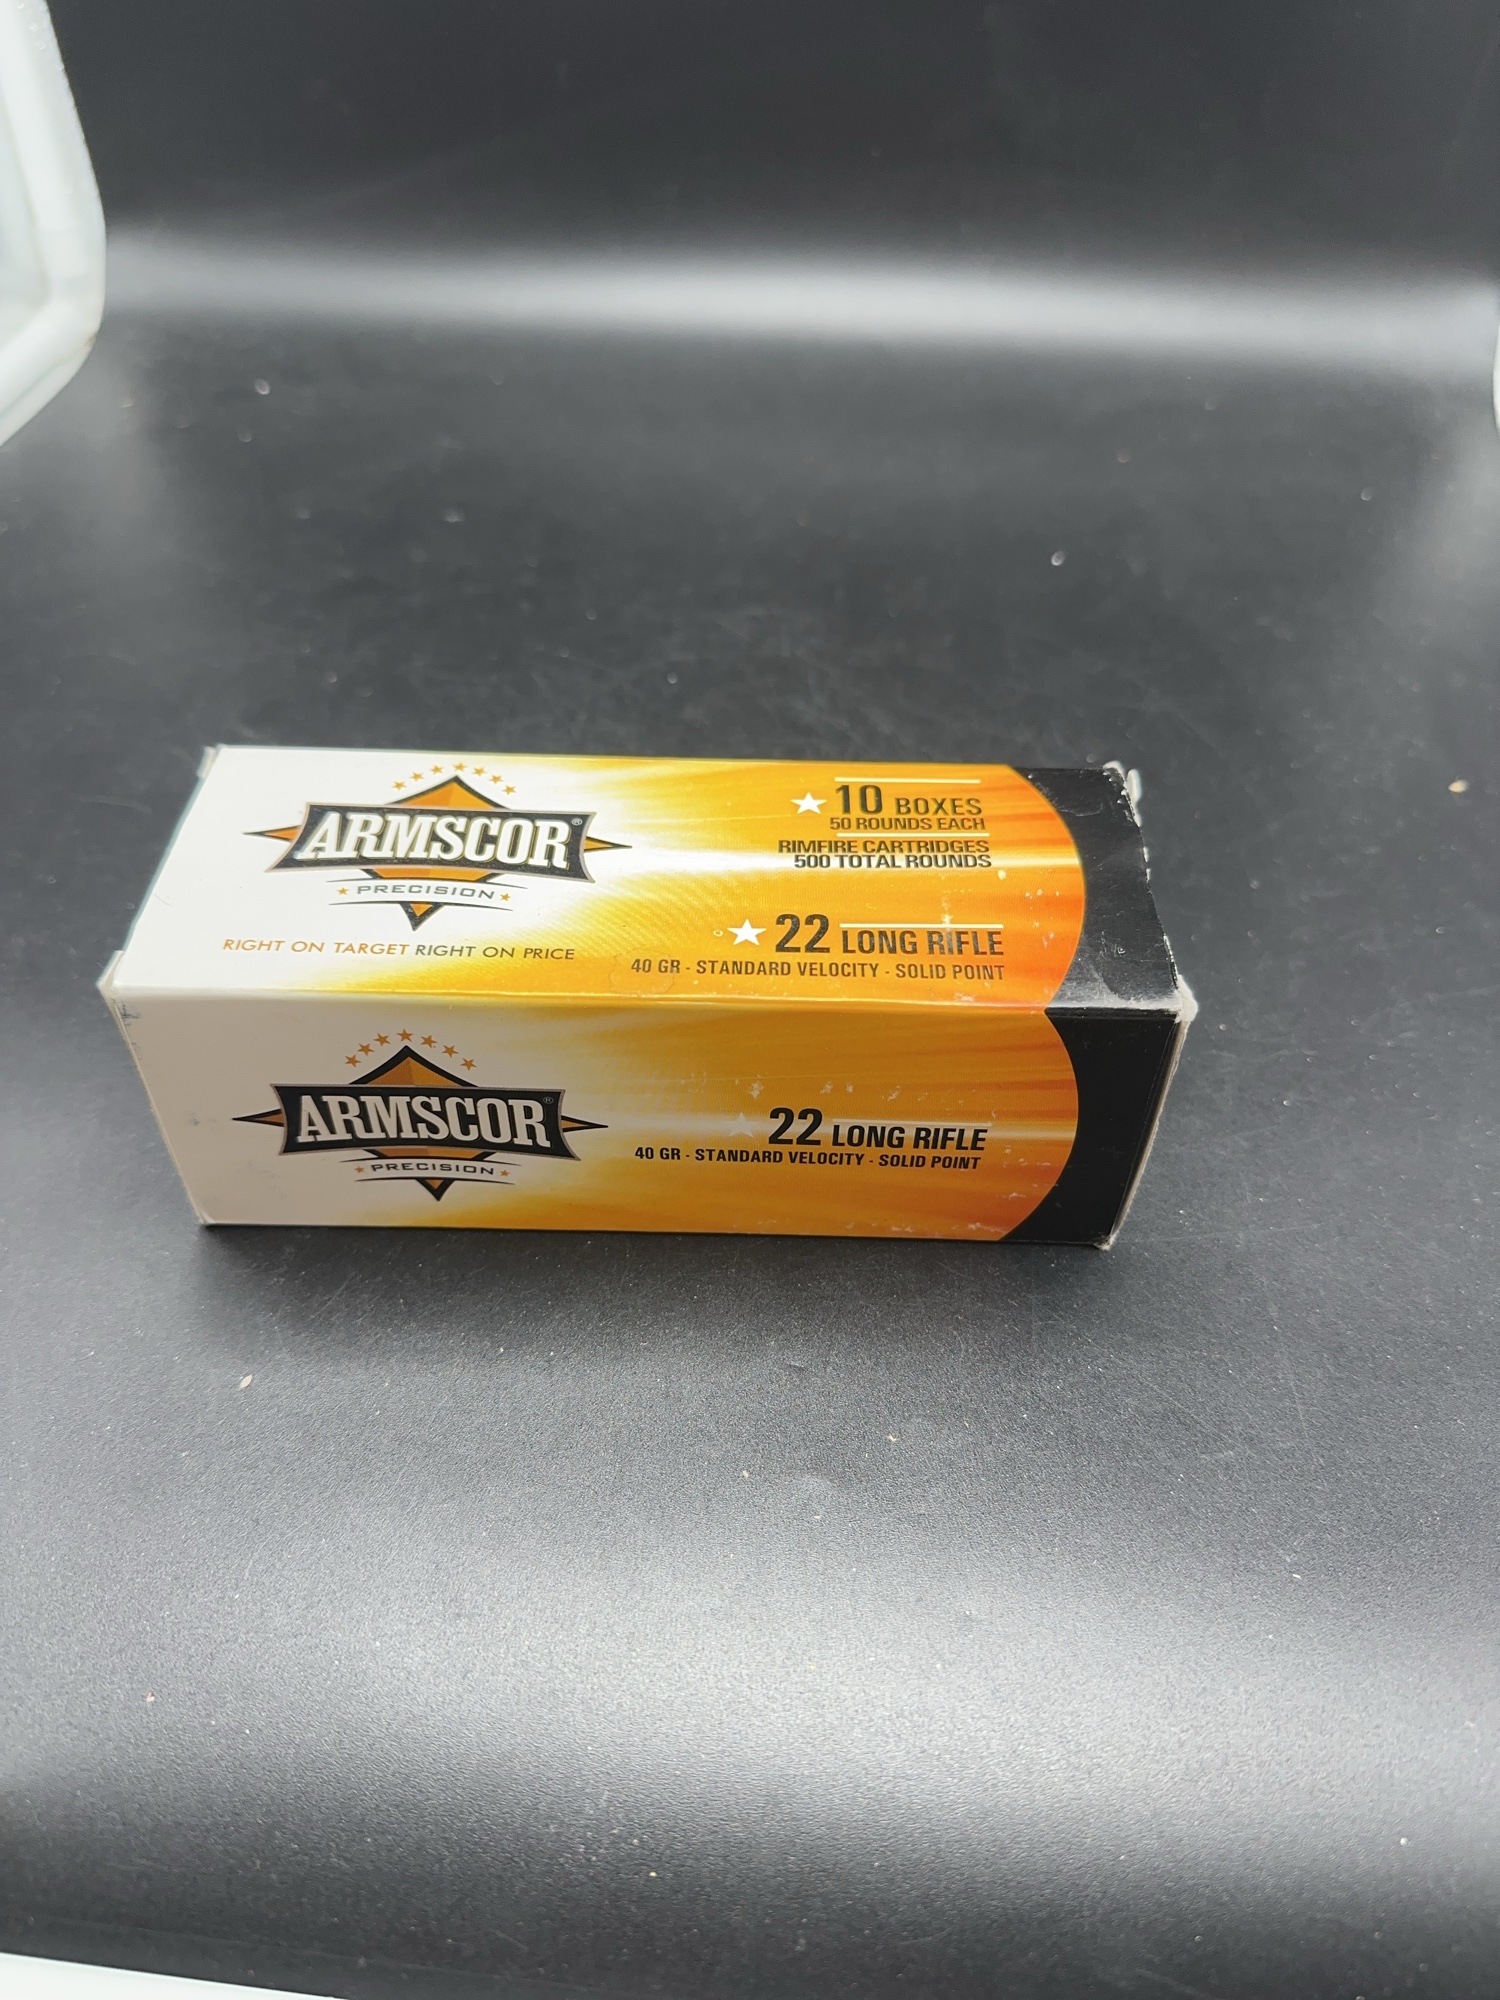 ARMSCOR®
PRECISION
RIGHT ON TARGET RIGHT ON PRICE
10 BOXES
50 ROUNDS EACH
RIMFIRE CARTRIDGES
500 TOTAL ROUNDS
22 LONG RIFLE
40 GR - STANDARD VELOCITY - SOLID POINT
ARMSCOR®
PRECISION
22 LONG RIFLE
40 GR - STANDARD VELOCITY - SOLID POINT